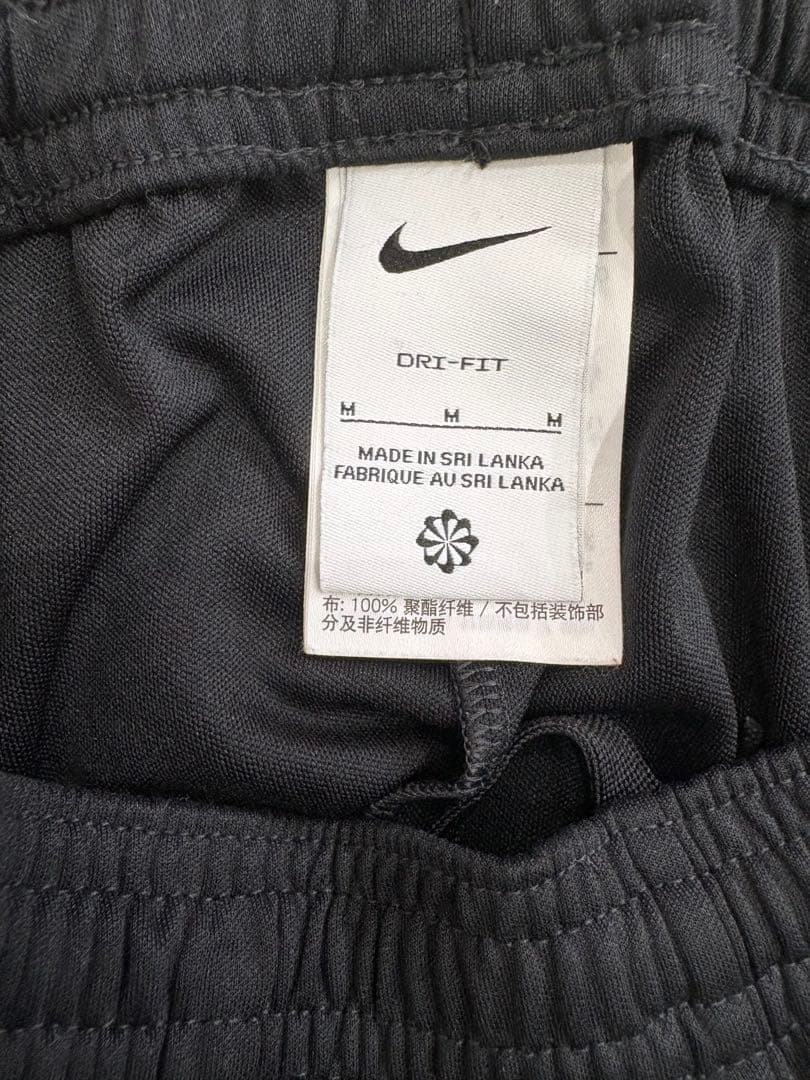 DRI-FIT
M M M
MADE IN SRI LANKA
FABRIQUE AU SRI LANKA
布: 100% 聚酯纤维 / 不包括装饰部
分及非纤维物质